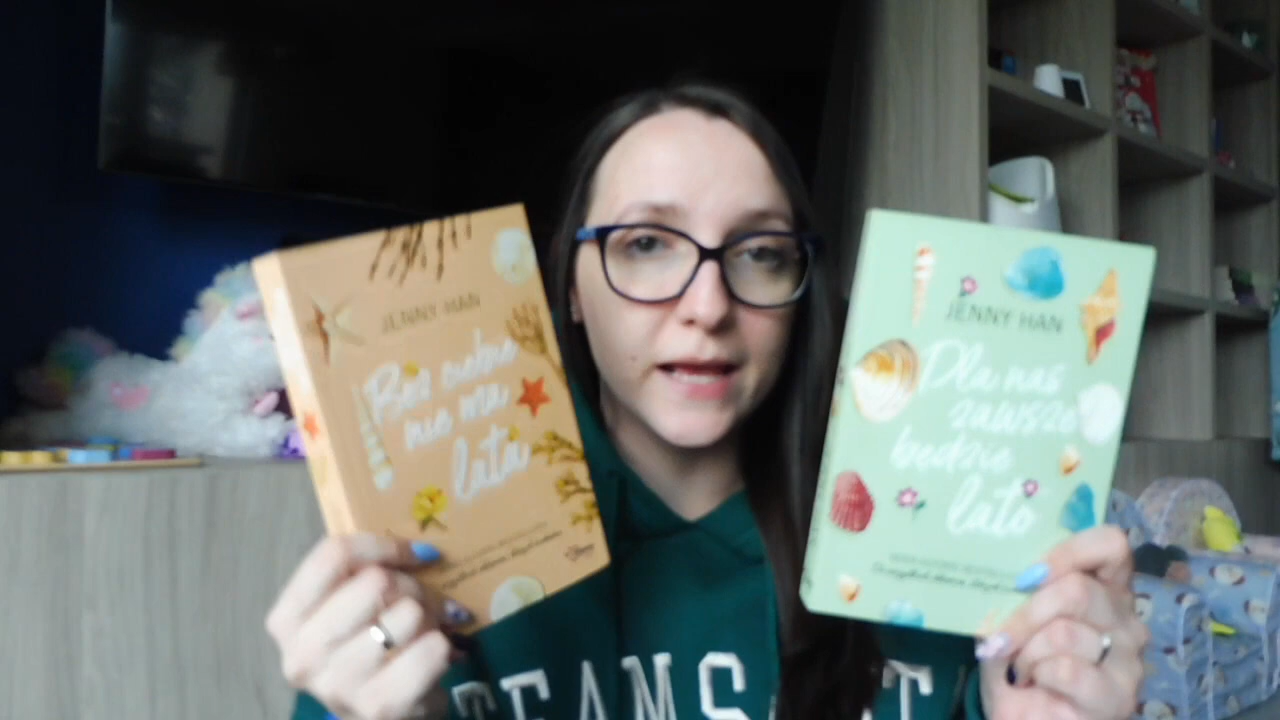 JENNY HAN
Bez ciebie
nie ma
lata
JENNY HAN
Dla nas
zawsze
będzie
lato
TEAMS